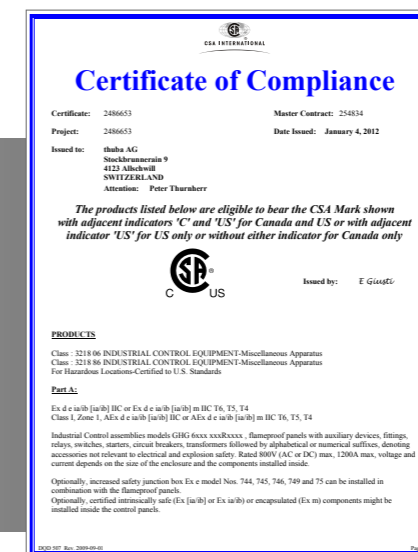 CSA INTERNATIONAL
Certificate of Compliance
Certificate: 2486653 Master Contract: 254834
Project: 2486653 Date Issued: January 4, 2012
Issued to: thuba AG
Stockbrunnerain 9
4123 Allschwill
SWITZERLAND
Attention: Peter Thurnherr
The products listed below are eligible to bear the CSA Mark shown
with adjacent indicators 'C' and 'US' for Canada and US or with adjacent
indicator 'US' for US only or without either indicator for Canada only
C US
Issued by: E Giusti
PRODUCTS
Class : 3218 06 INDUSTRIAL CONTROL EQUIPMENT-Miscellaneous Apparatus
Class : 3218 86 INDUSTRIAL CONTROL EQUIPMENT-Miscellaneous Apparatus
For Hazardous Locations-Certified to U.S. Standards
Part A:
Ex d e ia/ib [ia/ib] IIC or Ex d e ia/ib [ia/ib] m IIC T6, T5, T4
Class I, Zone 1, AEx d e ia/ib [ia/ib] IIC or AEx d e ia/ib [ia/ib] m IIC T6, T5, T4
Industrial Control assemblies models GHG 6xxx xxxRxxxx , flameproof panels with auxiliary devices, fittings,
relays, switches, starters, circuit breakers, transformers followed by alphabetical or numerical suffixes, denoting
accessories not relevant to electrical and explosion safety. Rated 800V (AC or DC) max, 1200A max, voltage and
current depends on the size of the enclosure and the components installed inside.
Optionally, increased safety junction box Ex e model Nos. 744, 745, 746, 749 and 75 can be installed in
combination with the flameproof panels.
Optionally, certified intrinsically safe (Ex [ia/ib] or Ex ia/ib) or encapsulated (Ex m) components might be
installed inside the control panels.
DQD 507 Rev. 2009-09-01